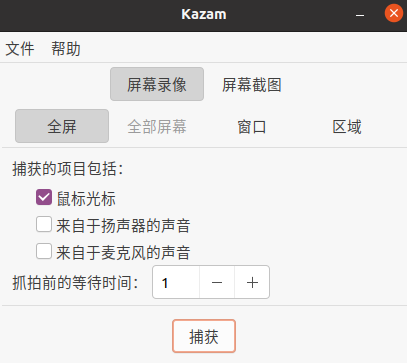 Kazam
文件 帮助
屏幕录像 屏幕截图
全屏 全部屏幕 窗口 区域
捕获的项目包括：
鼠标光标
来自于扬声器的声音
来自于麦克风的声音
抓拍前的等待时间： 1 − +
捕获